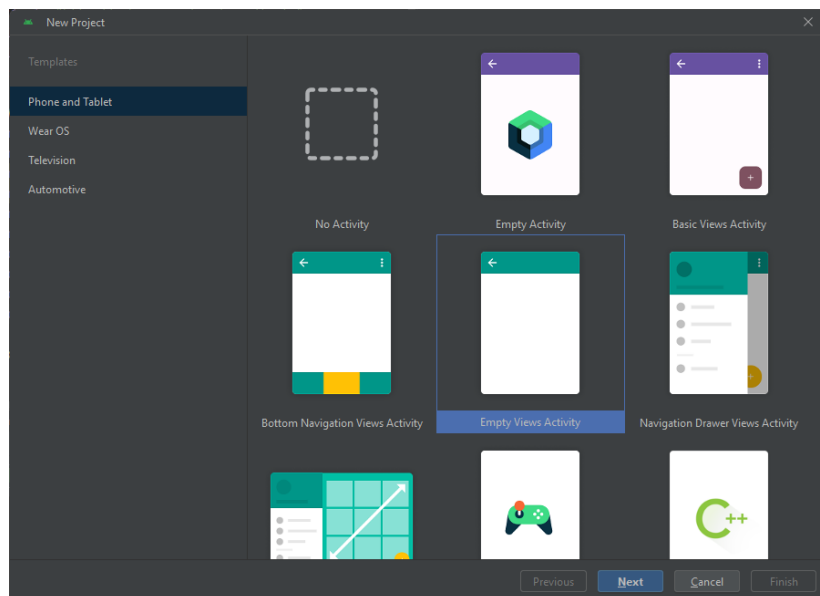 New Project
Templates
Phone and Tablet
Wear OS
Television
Automotive
No Activity
Empty Activity
Basic Views Activity
Bottom Navigation Views Activity
Empty Views Activity
Navigation Drawer Views Activity
C++
Previous
Next
Cancel
Finish